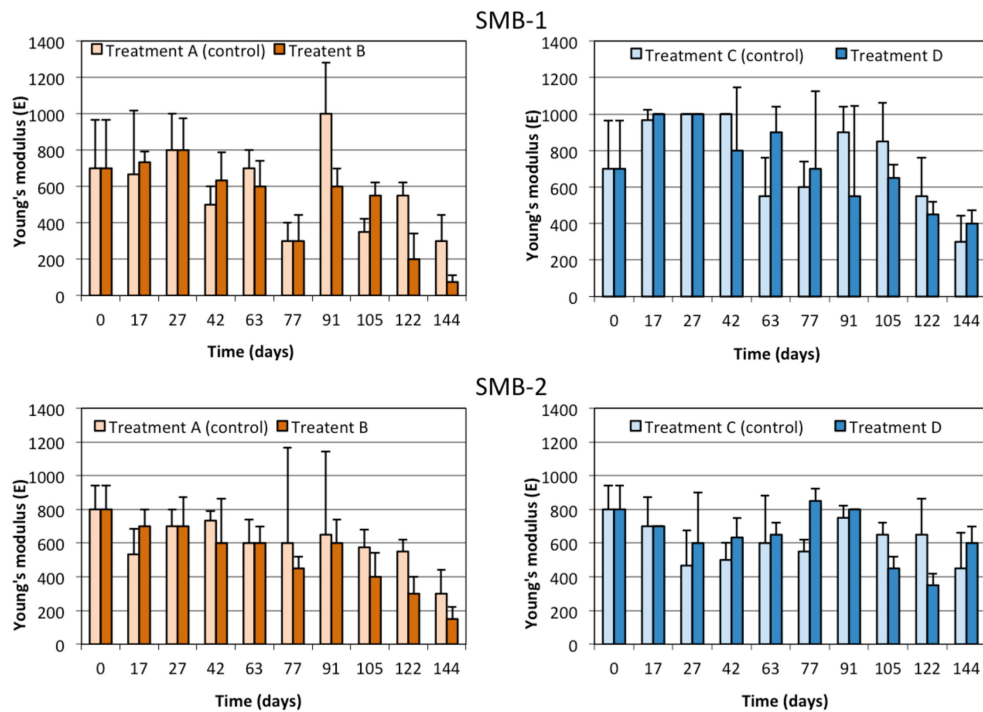 SMB-1
Young's modulus (E)
1400
1200
1000
800
600
400
200
0
Treatment A (control) Treatent B
0 17 27 42 63 77 91 105 122 144
Time (days)
Young's modulus (E)
1400
1200
1000
800
600
400
200
0
Treatment C (control) Treatment D
0 17 27 42 63 77 91 105 122 144
Time (days)
SMB-2
Young's modulus (E)
1400
1200
1000
800
600
400
200
0
Treatment A (control) Treatent B
0 17 27 42 63 77 91 105 122 144
Time (days)
Young's modulus (E)
1400
1200
1000
800
600
400
200
0
Treatment C (control) Treatment D
0 17 27 42 63 77 91 105 122 144
Time (days)